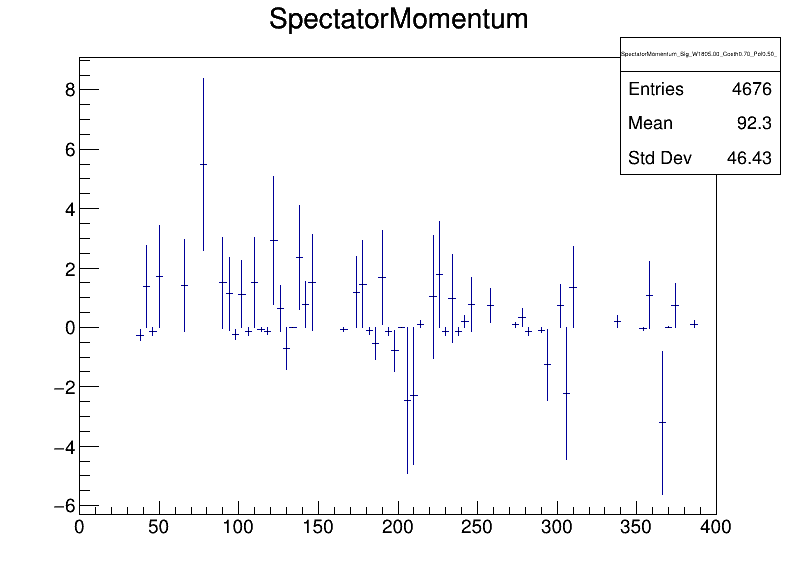 SpectatorMomentum
SpectatorMomentum_Sig_W1805.00_Costh0.70_Pol0.50_
Entries 4676
Mean 92.3
Std Dev 46.43
8
6
4
2
0
−2
−4
−6
0 50 100 150 200 250 300 350 400